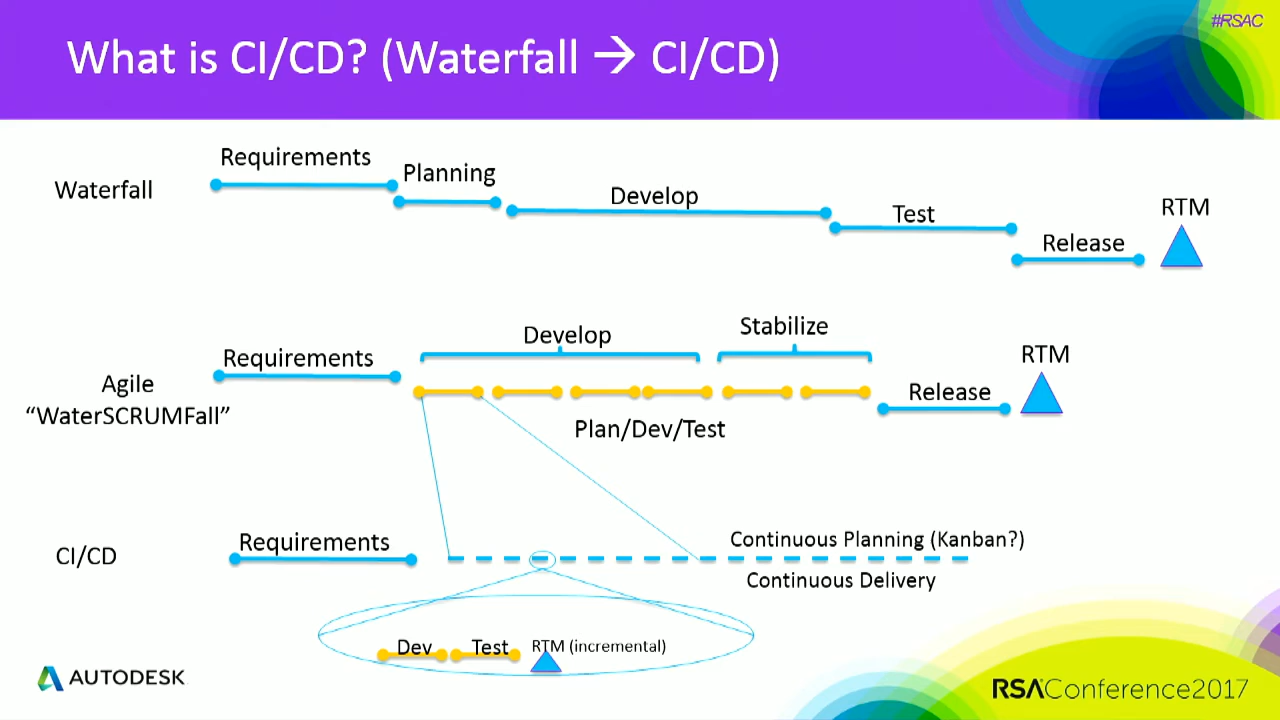 #RSAC
What is CI/CD? (Waterfall → CI/CD)
Waterfall
Requirements
Planning
Develop
Test
Release
RTM
Agile
“WaterSCRUMFall”
Requirements
Develop
Stabilize
Plan/Dev/Test
Release
RTM
CI/CD
Requirements
Continuous Planning (Kanban?)
Continuous Delivery
Dev
Test
RTM (incremental)
AUTODESK
RSAConference2017